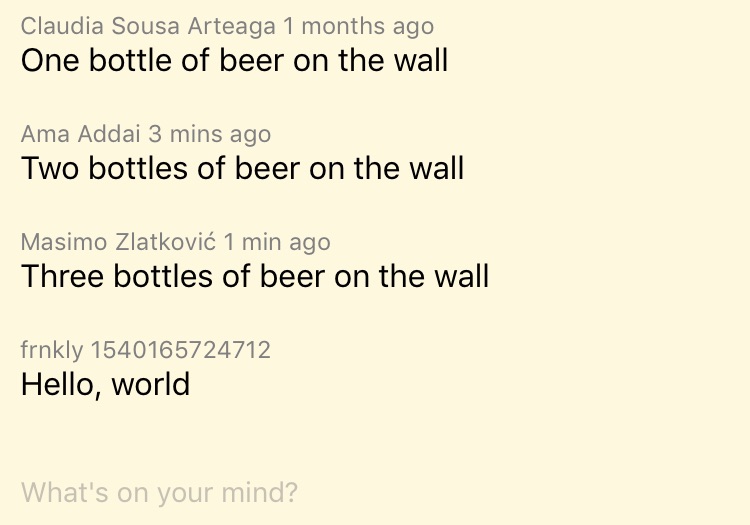 Claudia Sousa Arteaga 1 months ago
One bottle of beer on the wall
Ama Addai 3 mins ago
Two bottles of beer on the wall
Masimo Zlatković 1 min ago
Three bottles of beer on the wall
frnkly 1540165724712
Hello, world
What's on your mind?